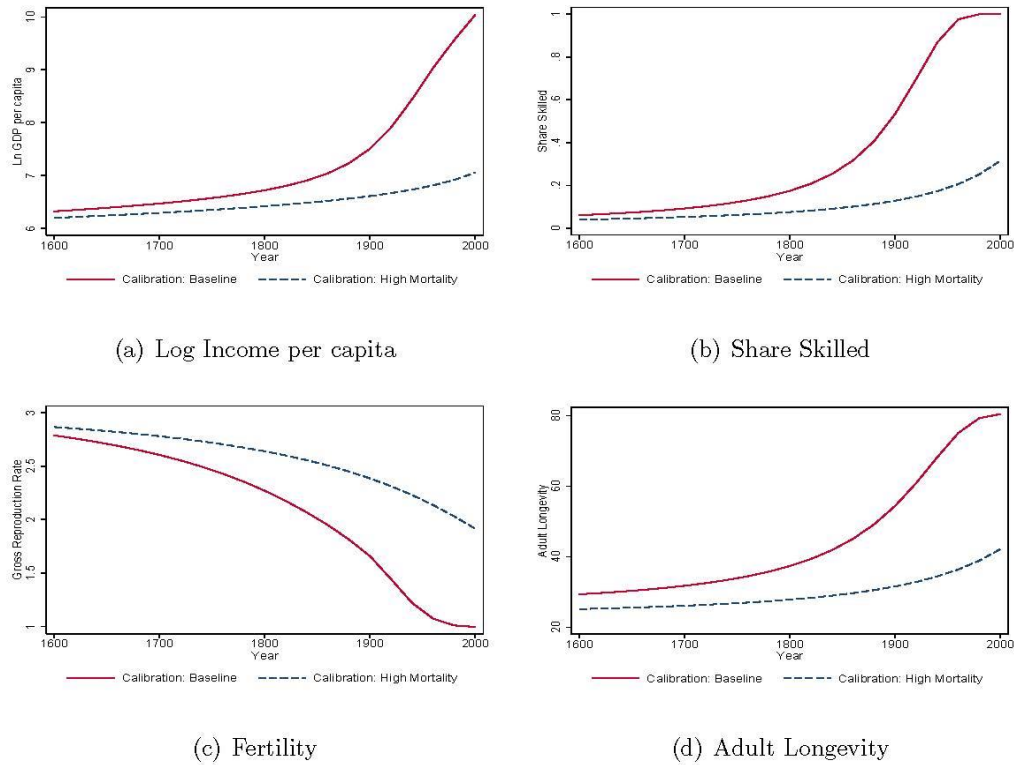 Ln GDP per capita
10
9
8
7
6
1600 1700 1800 1900 2000
Year
Calibration: Baseline Calibration: High Mortality
(a) Log Income per capita
Share Skilled
1
.8
.6
.4
.2
0
1600 1700 1800 1900 2000
Year
Calibration: Baseline Calibration: High Mortality
(b) Share Skilled
Gross Reproduction Rate
3
2.5
2
1.5
1
1600 1700 1800 1900 2000
Year
Calibration: Baseline Calibration: High Mortality
(c) Fertility
Adult Longevity
80
60
40
20
1600 1700 1800 1900 2000
Year
Calibration: Baseline Calibration: High Mortality
(d) Adult Longevity